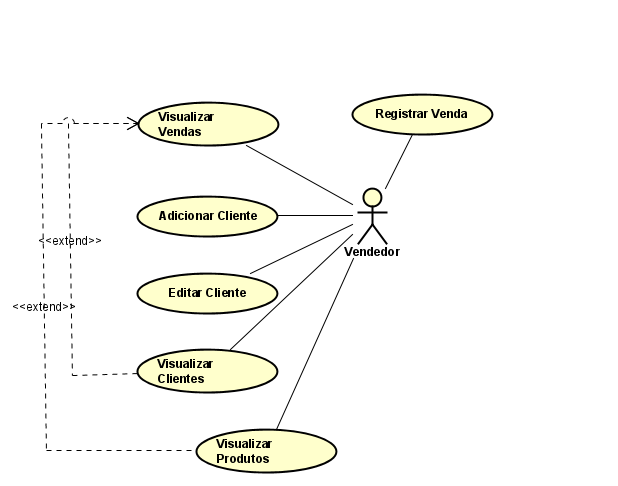 Visualizar
Vendas
Registrar Venda
Adicionar Cliente
<<extend>>
Vendedor
Editar Cliente
<<extend>>
Visualizar
Clientes
Visualizar
Produtos